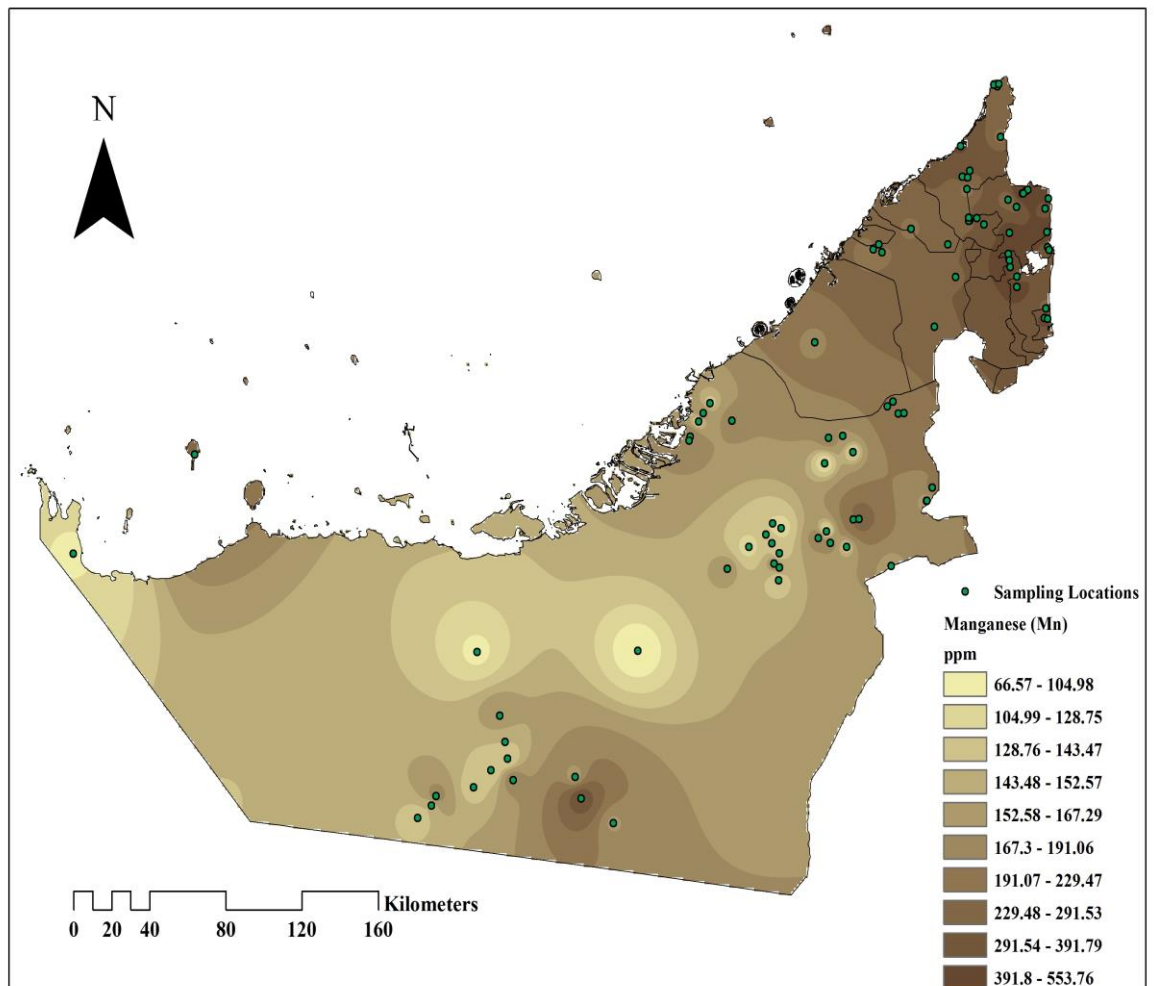 N
Sampling Locations
Manganese (Mn)
ppm
66.57 - 104.98
104.99 - 128.75
128.76 - 143.47
143.48 - 152.57
152.58 - 167.29
167.3 - 191.06
191.07 - 229.47
229.48 - 291.53
291.54 - 391.79
391.8 - 553.76
Kilometers
0 20 40 80 120 160